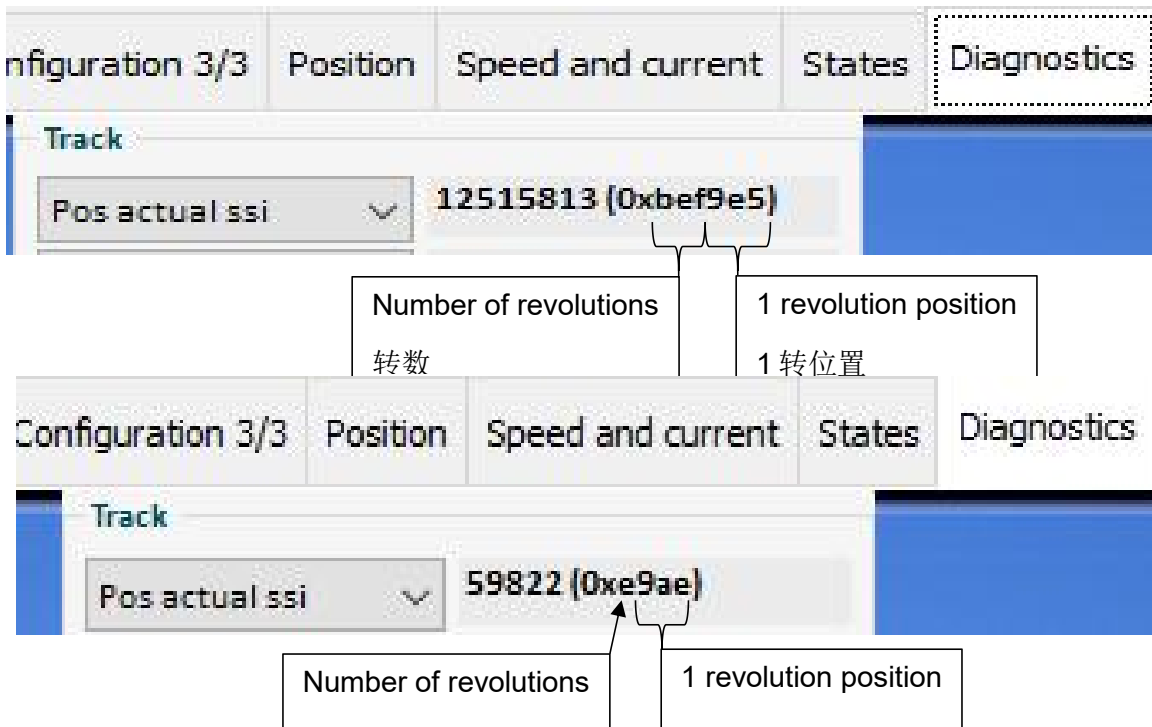 nfiguration 3/3 Position Speed and current States Diagnostics
Track
Pos actual ssi 12515813 (0xbef9e5)
Number of revolutions
转数
1 revolution position
1 转位置
Configuration 3/3 Position Speed and current States Diagnostics
Track
Pos actual ssi 59822 (0xe9ae)
Number of revolutions
1 revolution position